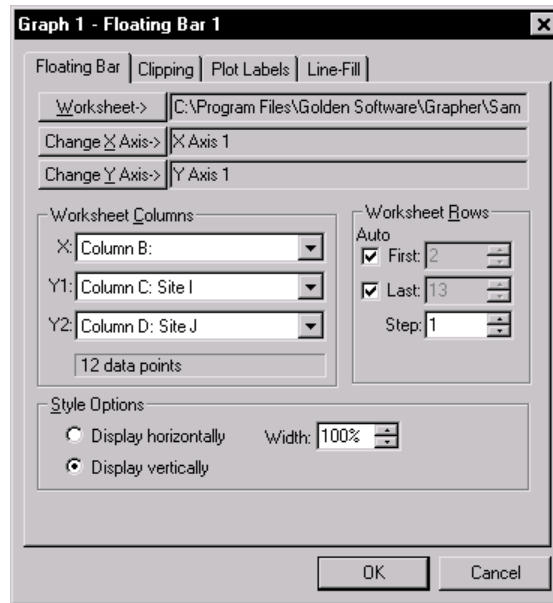 Graph 1 - Floating Bar 1
Floating Bar Clipping Plot Labels Line-Fill
Worksheet-> C:\Program Files\Golden Software\Grapher\Sam
Change X Axis-> X Axis 1
Change Y Axis-> Y Axis 1
Worksheet Columns
X: Column B:
Y1: Column C: Site I
Y2: Column D: Site J
12 data points
Worksheet Rows
Auto
First: 2
Last: 13
Step: 1
Style Options
Display horizontally Width: 100%
Display vertically
OK Cancel